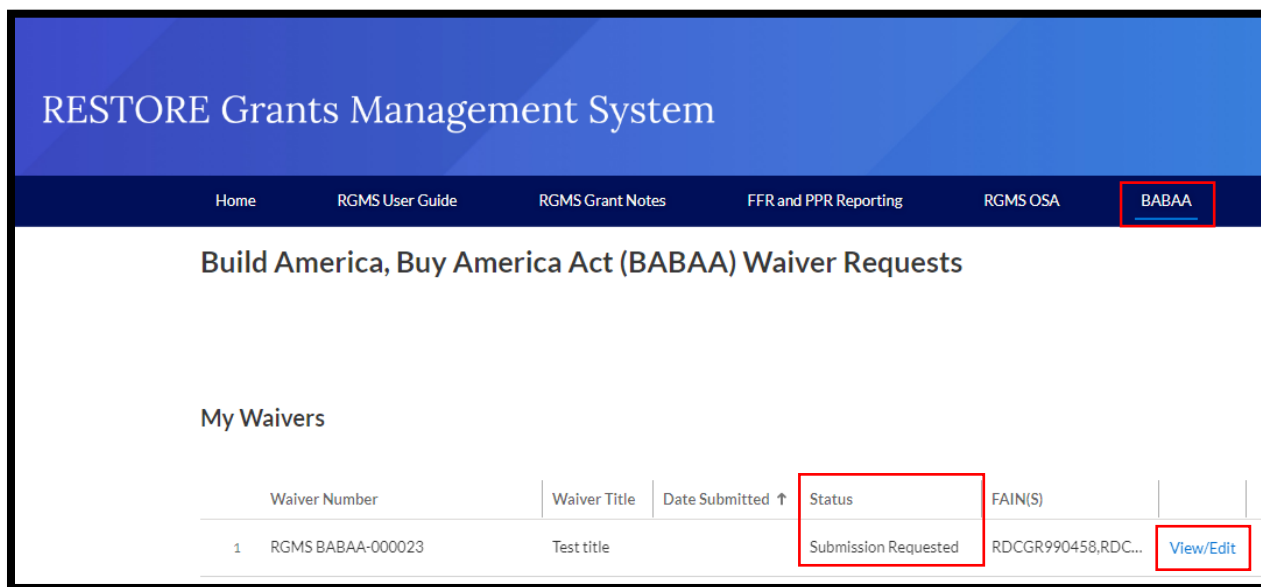 RESTORE Grants Management System
Home RGMS User Guide RGMS Grant Notes FFR and PPR Reporting RGMS OSA BABAA
Build America, Buy America Act (BABAA) Waiver Requests
My Waivers
Waiver Number Waiver Title Date Submitted ↑ Status FAIN(S)
1 RGMS BABAA-000023 Test title Submission Requested RDCGR990458,RDC... View/Edit